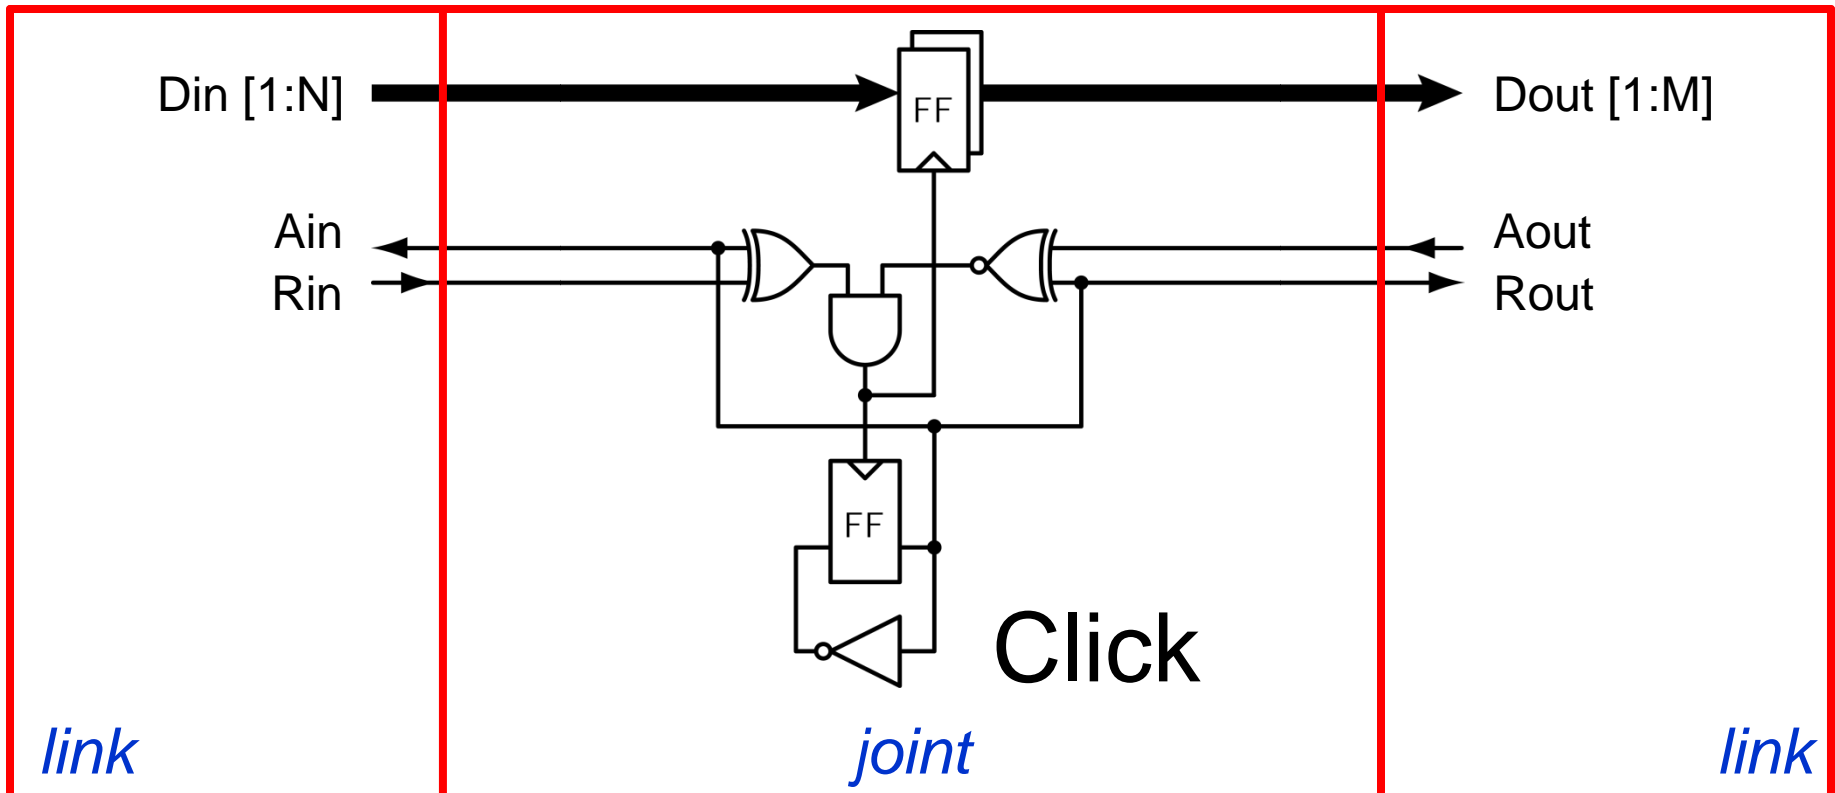 Din [1:N]
FF
Dout [1:M]
Ain
Aout
Rin
Rout
FF
Click
link
joint
link